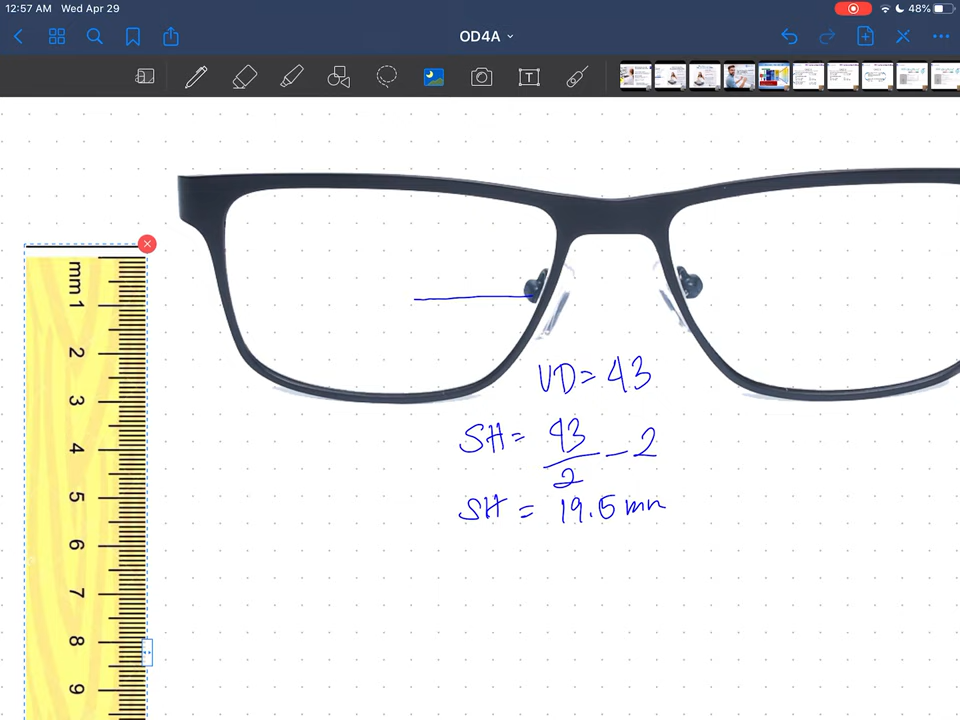 12:57 AM Wed Apr 29
48%
OD4A
T
VD = 43
SH = 43/2 - 2
SH = 19.5 mm
mm 1
2
3
4
5
6
7
8
9